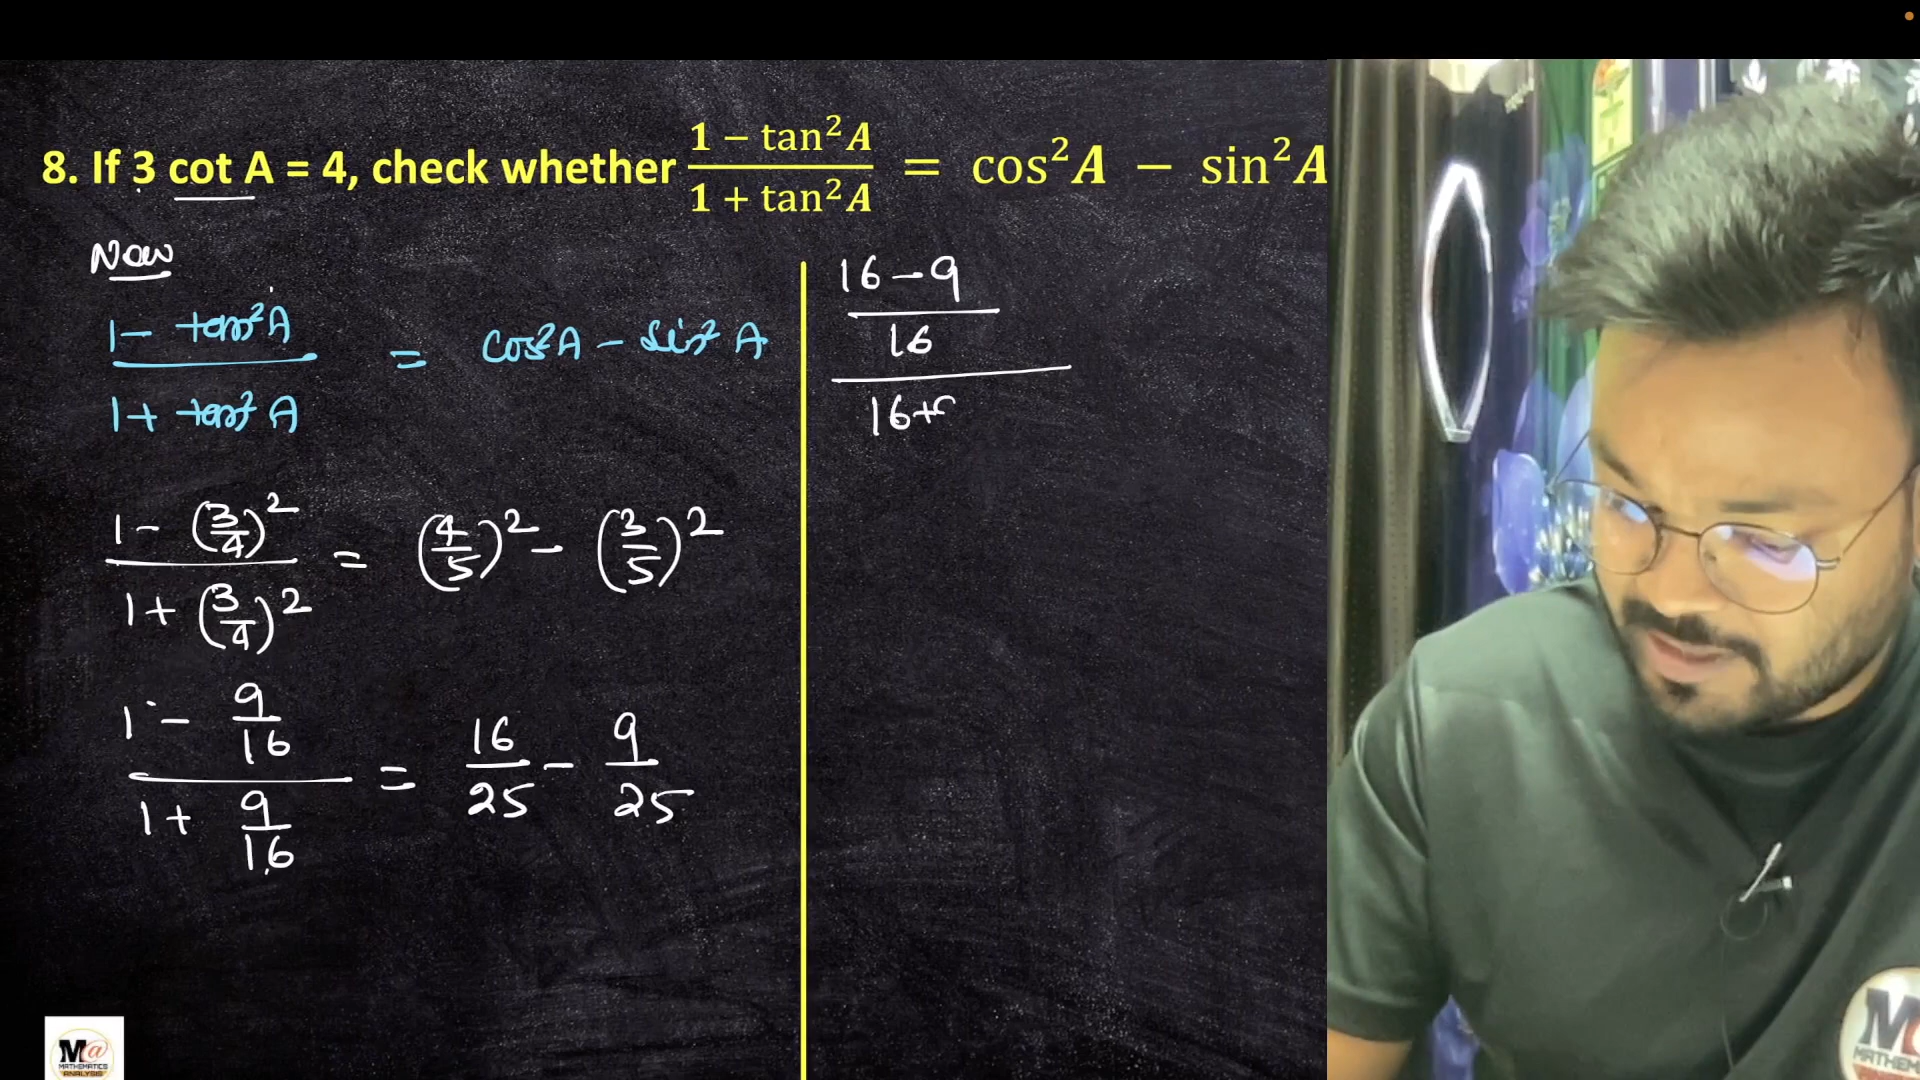 8. If 3 cot A = 4, check whether (1 − tan²A)/(1 + tan²A) = cos²A − sin²A
Now
(1 − tan²A)/(1 + tan²A) = cos²A − sin²A
(1 − (3/4)²)/(1 + (3/4)²) = (4/5)² − (3/5)²
(1 − 9/16)/(1 + 9/16) = 16/25 − 9/25
16 − 9
16
16+
M@
MATHEMATICS
ANALYSIS